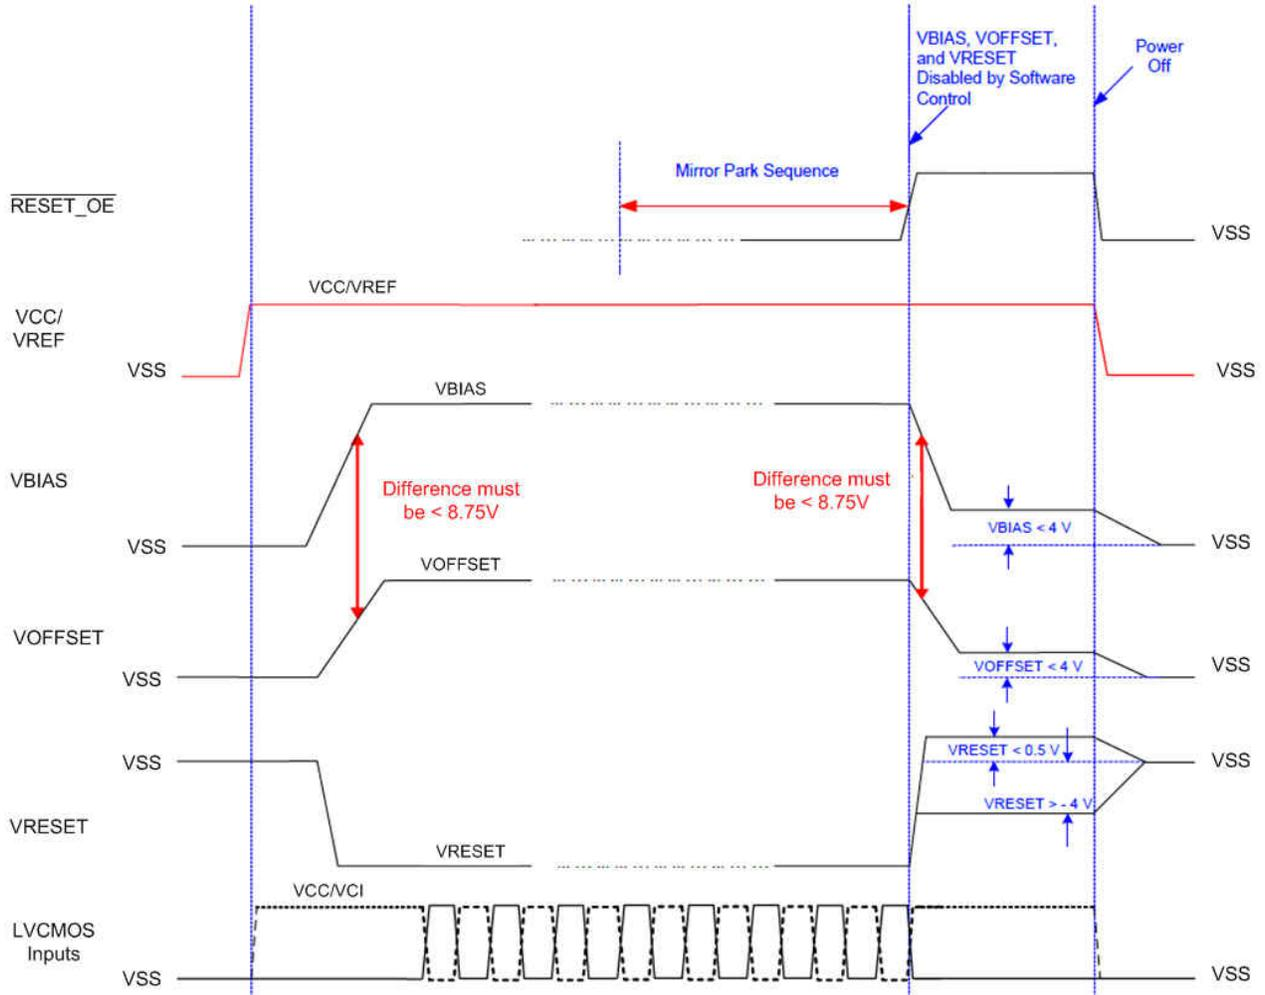 VBIAS, VOFFSET,
and VRESET
Disabled by Software
Control
Power
Off
Mirror Park Sequence
RESET_OE
VSS
VCC/VREF
VCC/
VREF
VSS
VSS
VBIAS
VBIAS
Difference must
be < 8.75V
Difference must
be < 8.75V
VBIAS < 4 V
VSS
VSS
VOFFSET
VOFFSET
VOFFSET < 4 V
VSS
VSS
VRESET < 0.5 V
VSS
VSS
VRESET > - 4 V
VRESET
VRESET
VCC/VCI
LVCMOS
Inputs
VSS
VSS